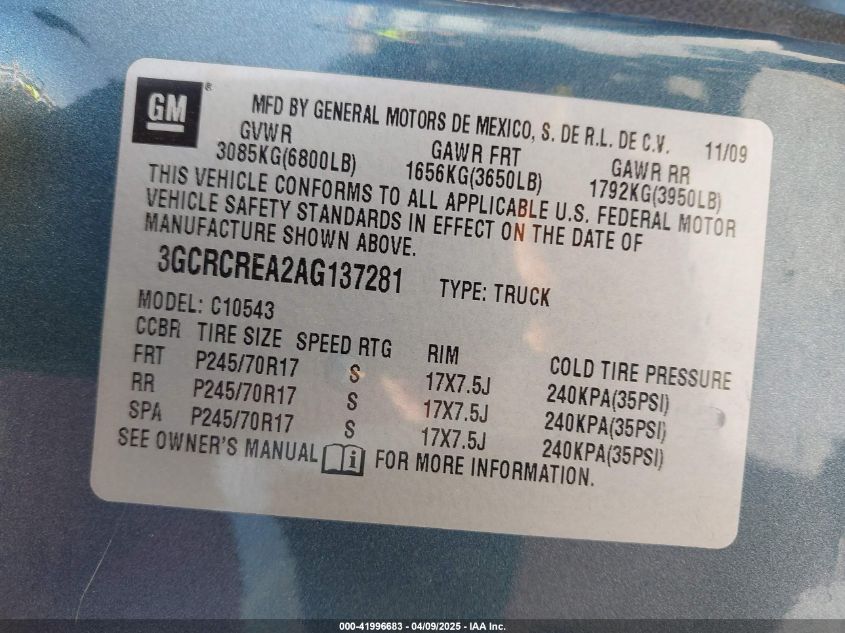 GM ®
MFD BY GENERAL MOTORS DE MEXICO, S. DE R.L. DE C.V. 11/09
GVWR GAWR FRT GAWR RR
3085KG(6800LB) 1656KG(3650LB) 1792KG(3950LB)
THIS VEHICLE CONFORMS TO ALL APPLICABLE U.S. FEDERAL MOTOR
VEHICLE SAFETY STANDARDS IN EFFECT ON THE DATE OF
MANUFACTURE SHOWN ABOVE.
3GCRCREA2AG137281 TYPE: TRUCK
MODEL: C10543
CCBR TIRE SIZE SPEED RTG RIM COLD TIRE PRESSURE
FRT P245/70R17 S 17X7.5J 240KPA(35PSI)
RR P245/70R17 S 17X7.5J 240KPA(35PSI)
SPA P245/70R17 S 17X7.5J 240KPA(35PSI)
SEE OWNER'S MANUAL i FOR MORE INFORMATION.
000-41996683 - 04/09/2025 - IAA Inc.